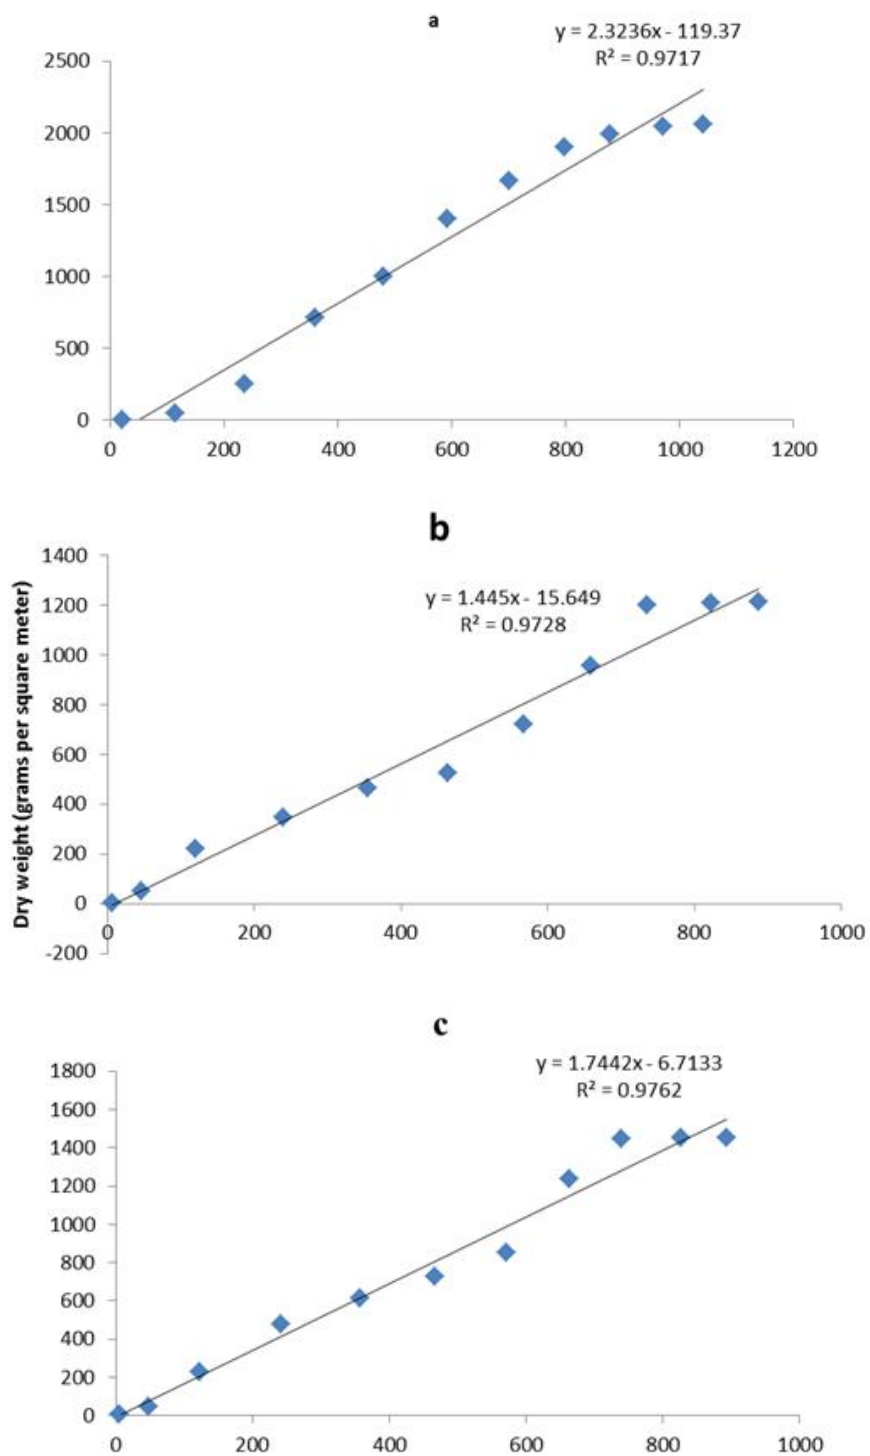 a
y = 2.3236x - 119.37
R² = 0.9717
2500
2000
1500
1000
500
0
0 200 400 600 800 1000 1200
b
Dry weight (grams per square meter)
y = 1.445x - 15.649
R² = 0.9728
1400
1200
1000
800
600
400
200
0
-200
0 200 400 600 800 1000
c
y = 1.7442x - 6.7133
R² = 0.9762
1800
1600
1400
1200
1000
800
600
400
200
0
0 200 400 600 800 1000